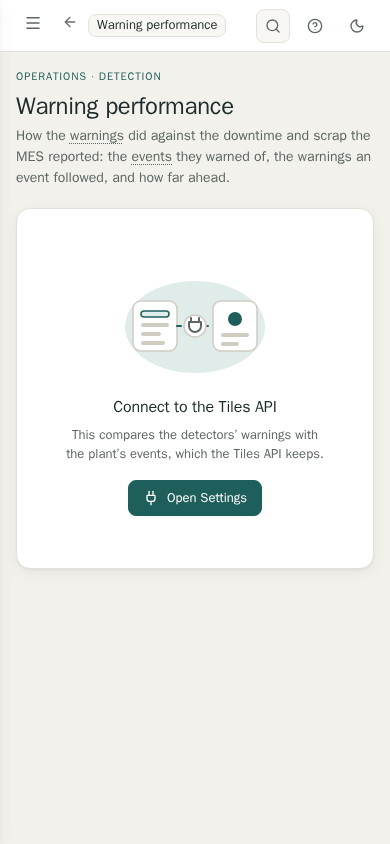 Warning performance
OPERATIONS · DETECTION
Warning performance
How the warnings did against the downtime and scrap the
MES reported: the events they warned of, the warnings an
event followed, and how far ahead.
Connect to the Tiles API
This compares the detectors’ warnings with
the plant’s events, which the Tiles API keeps.
Open Settings